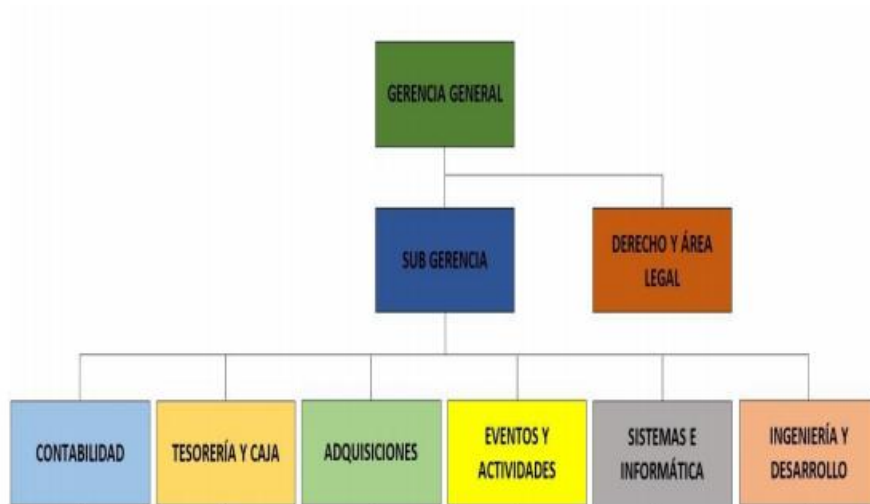 GERENCIA GENERAL
SUB GERENCIA
DERECHO Y ÁREA
LEGAL
CONTABILIDAD
TESORERÍA Y CAJA
ADQUISICIONES
EVENTOS Y
ACTIVIDADES
SISTEMAS E
INFORMÁTICA
INGENIERÍA Y
DESARROLLO